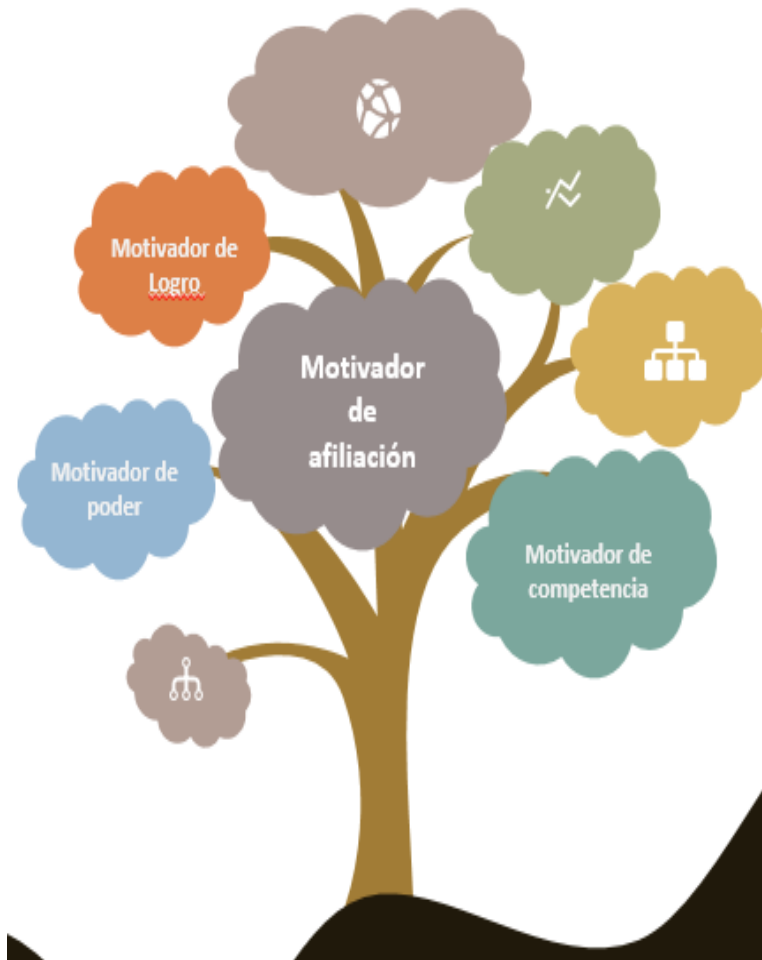 Motivador de
Logro
Motivador
de
afiliación
Motivador de
poder
Motivador de
competencia